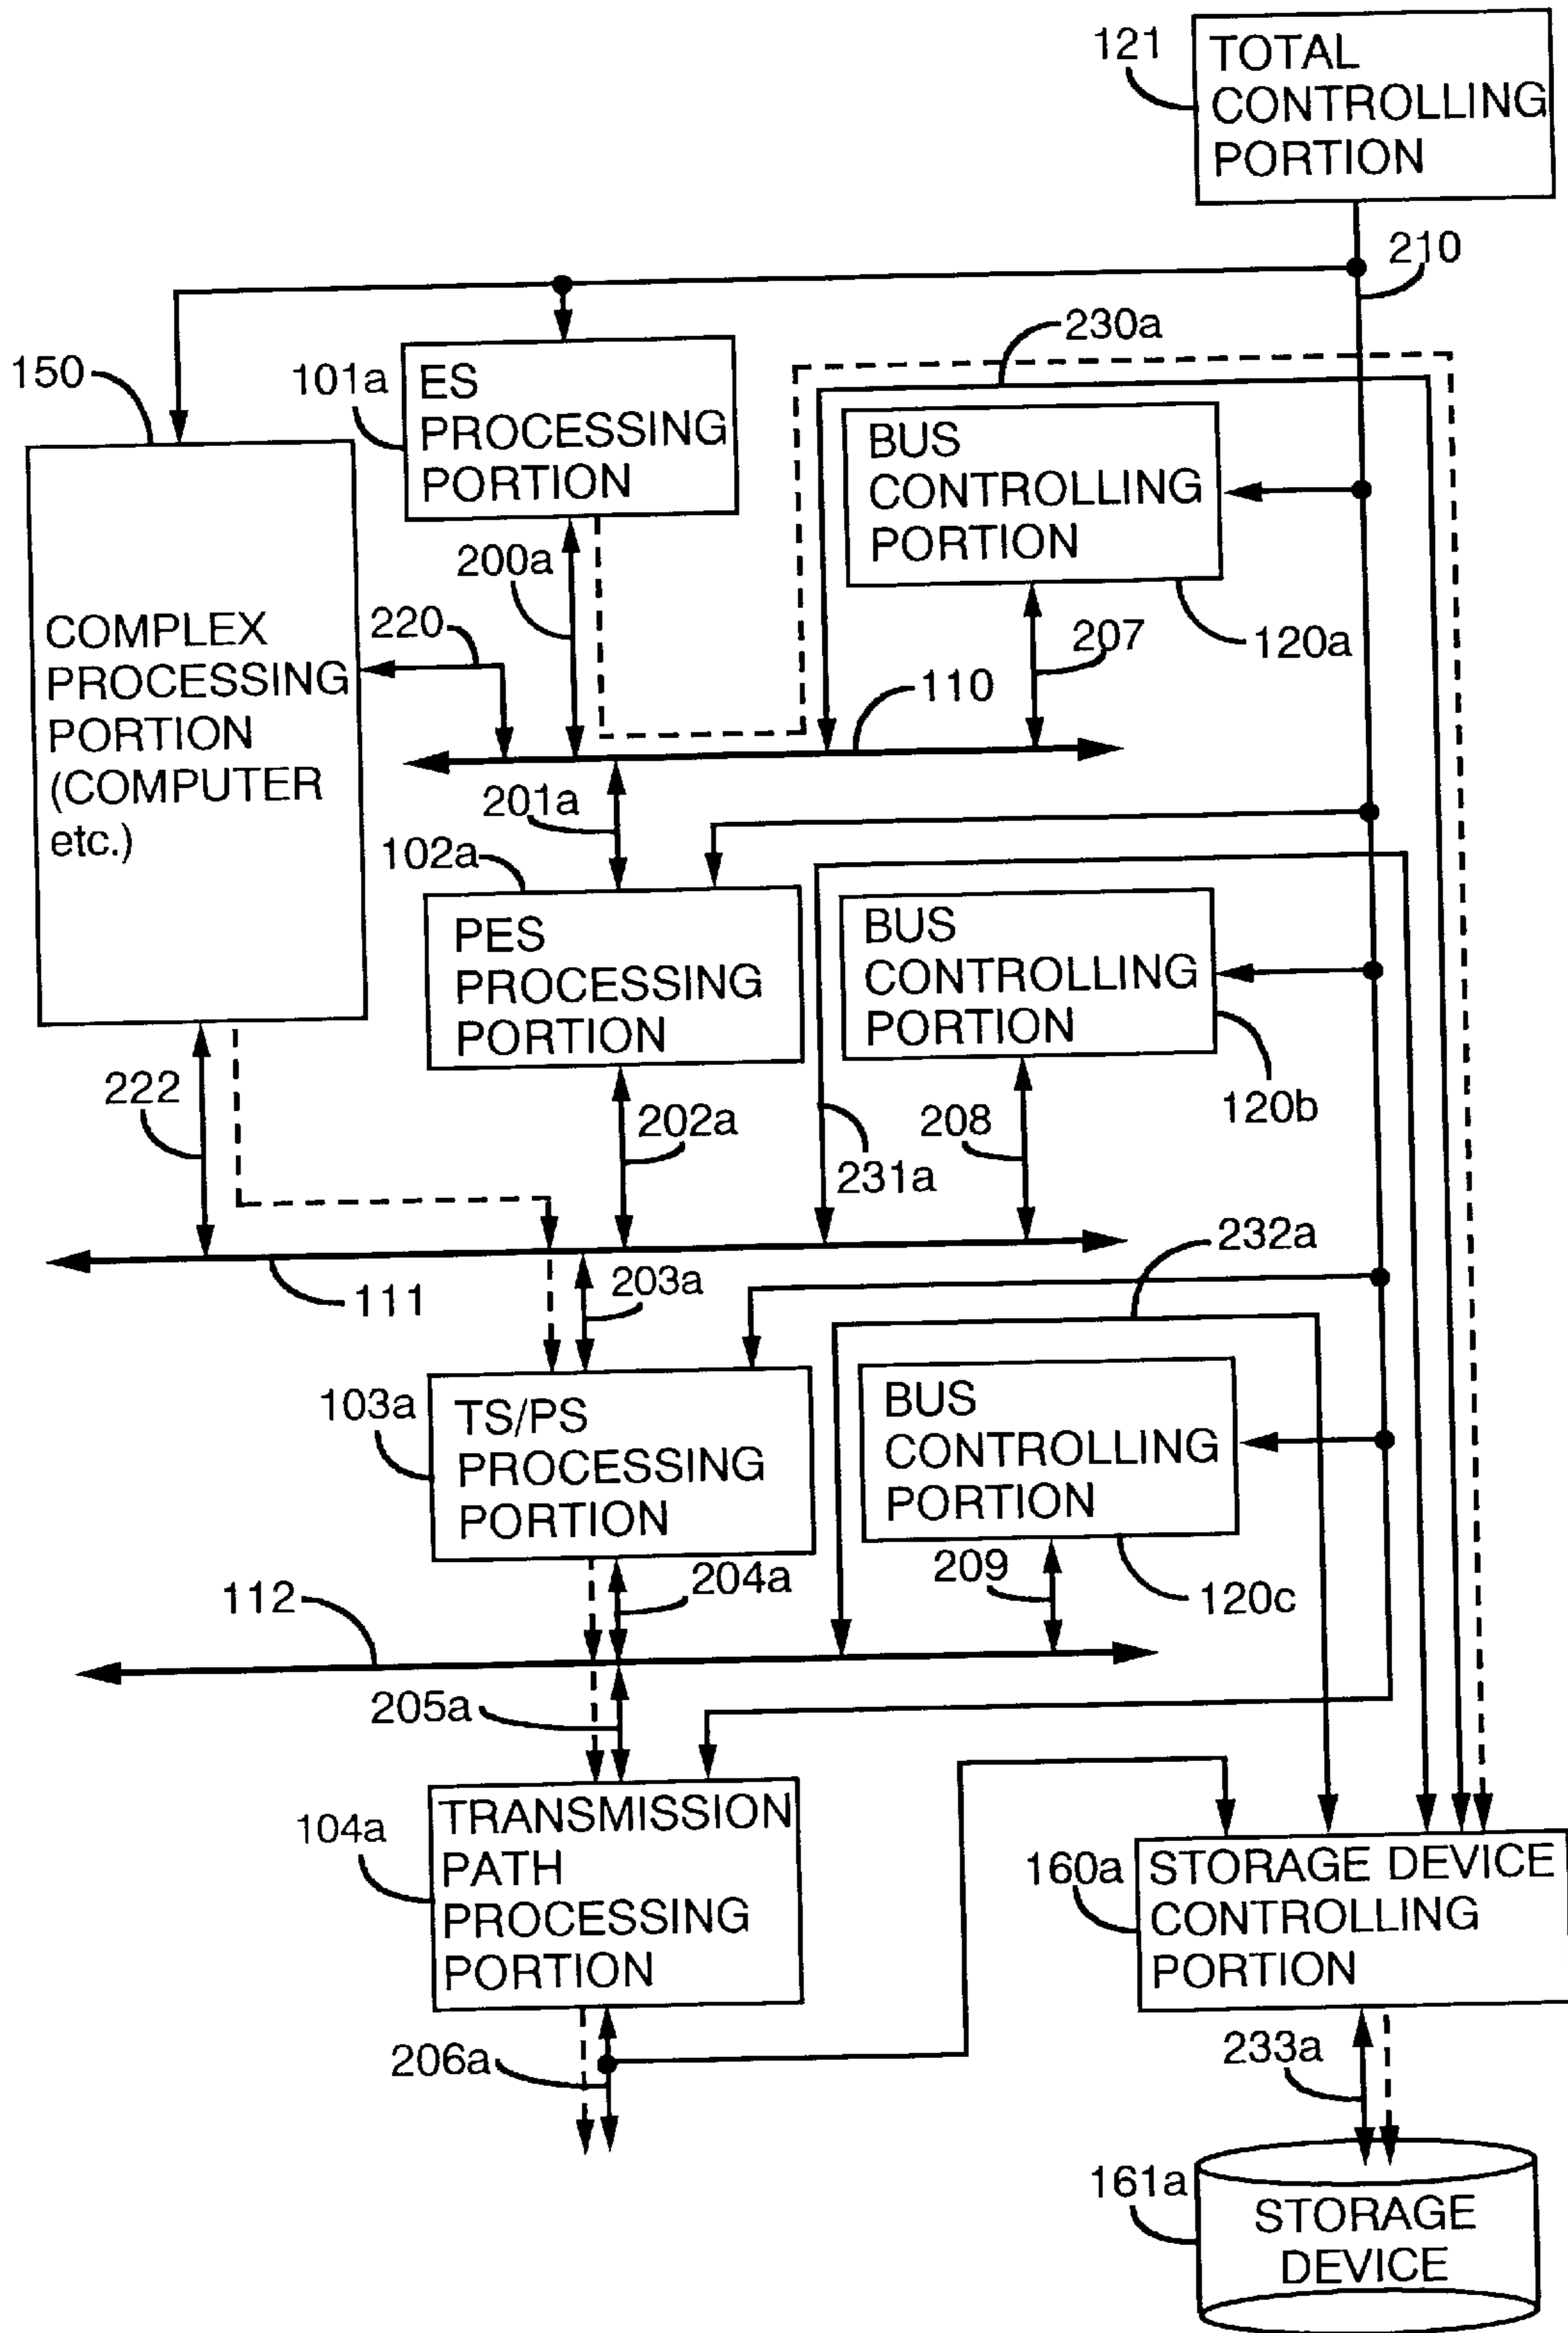 121
TOTAL
CONTROLLING
PORTION
210
230a
150
101a
ES
PROCESSING
PORTION
BUS
CONTROLLING
PORTION
200a
COMPLEX
PROCESSING
PORTION
(COMPUTER
etc.)
220
207
120a
110
201a
102a
PES
PROCESSING
PORTION
BUS
CONTROLLING
PORTION
222
202a
208
120b
231a
232a
111
203a
103a
TS/PS
PROCESSING
PORTION
BUS
CONTROLLING
PORTION
204a
209
120c
112
205a
104a
TRANSMISSION
PATH
PROCESSING
PORTION
160a
STORAGE DEVICE
CONTROLLING
PORTION
206a
233a
161a
STORAGE
DEVICE